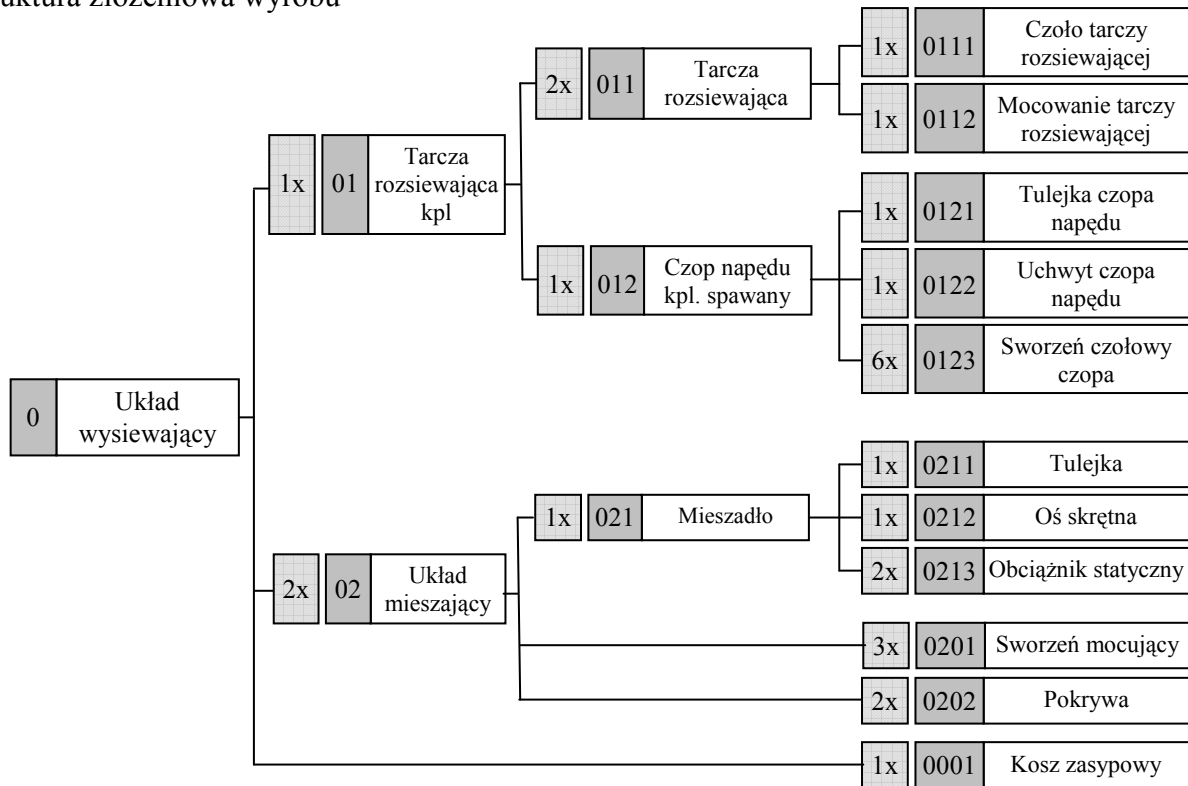 uktura złożeniowa wyrobu
1x 0111 Czoło tarczy
rozsiewającej
2x 011 Tarcza
rozsiewająca
1x 0112 Mocowanie tarczy
rozsiewającej
1x 01 Tarcza
rozsiewająca
kpl
1x 0121 Tulejka czopa
napędu
1x 012 Czop napędu
kpl. spawany
1x 0122 Uchwyt czopa
napędu
6x 0123 Sworzeń czołowy
czopa
0 Układ
wysiewający
1x 0211 Tulejka
1x 021 Mieszadło
1x 0212 Oś skrętna
2x 02 Układ
mieszający
2x 0213 Obciążnik statyczny
3x 0201 Sworzeń mocujący
2x 0202 Pokrywa
1x 0001 Kosz zasypowy